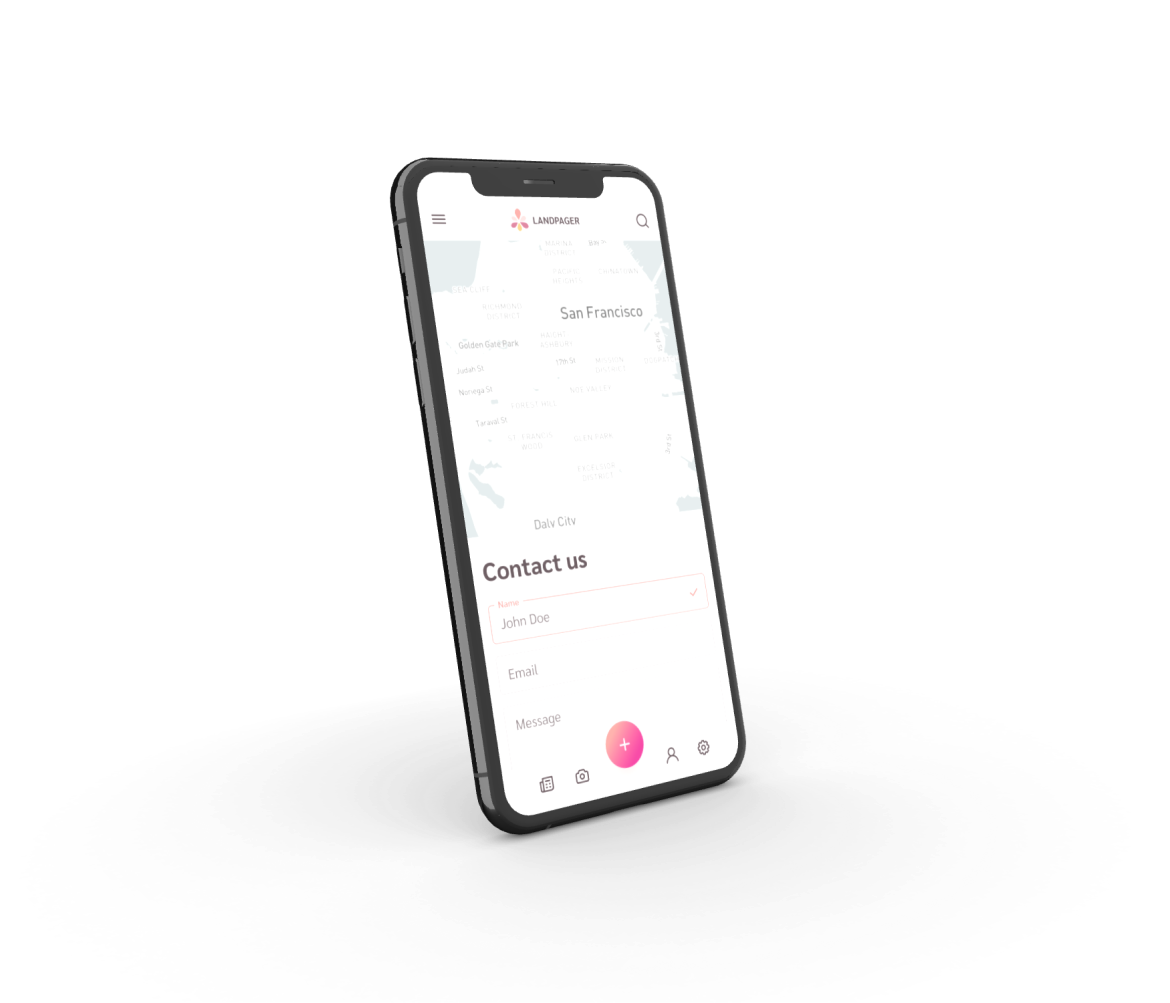 LANDPAGER
MARINA
DISTRICT
PACIFIC
HEIGHTS
CHINATOWN
SEA CLIFF
RICHMOND
DISTRICT
San Francisco
Golden Gate Park
HAIGHT
ASHBURY
Judah St
17th St
MISSION
DISTRICT
Noriega St
NOE VALLEY
FOREST HILL
Taraval St
ST. FRANCIS
WOOD
GLEN PARK
EXCELSIOR
DISTRICT
Daly City
Contact us
Name
John Doe
Email
Message